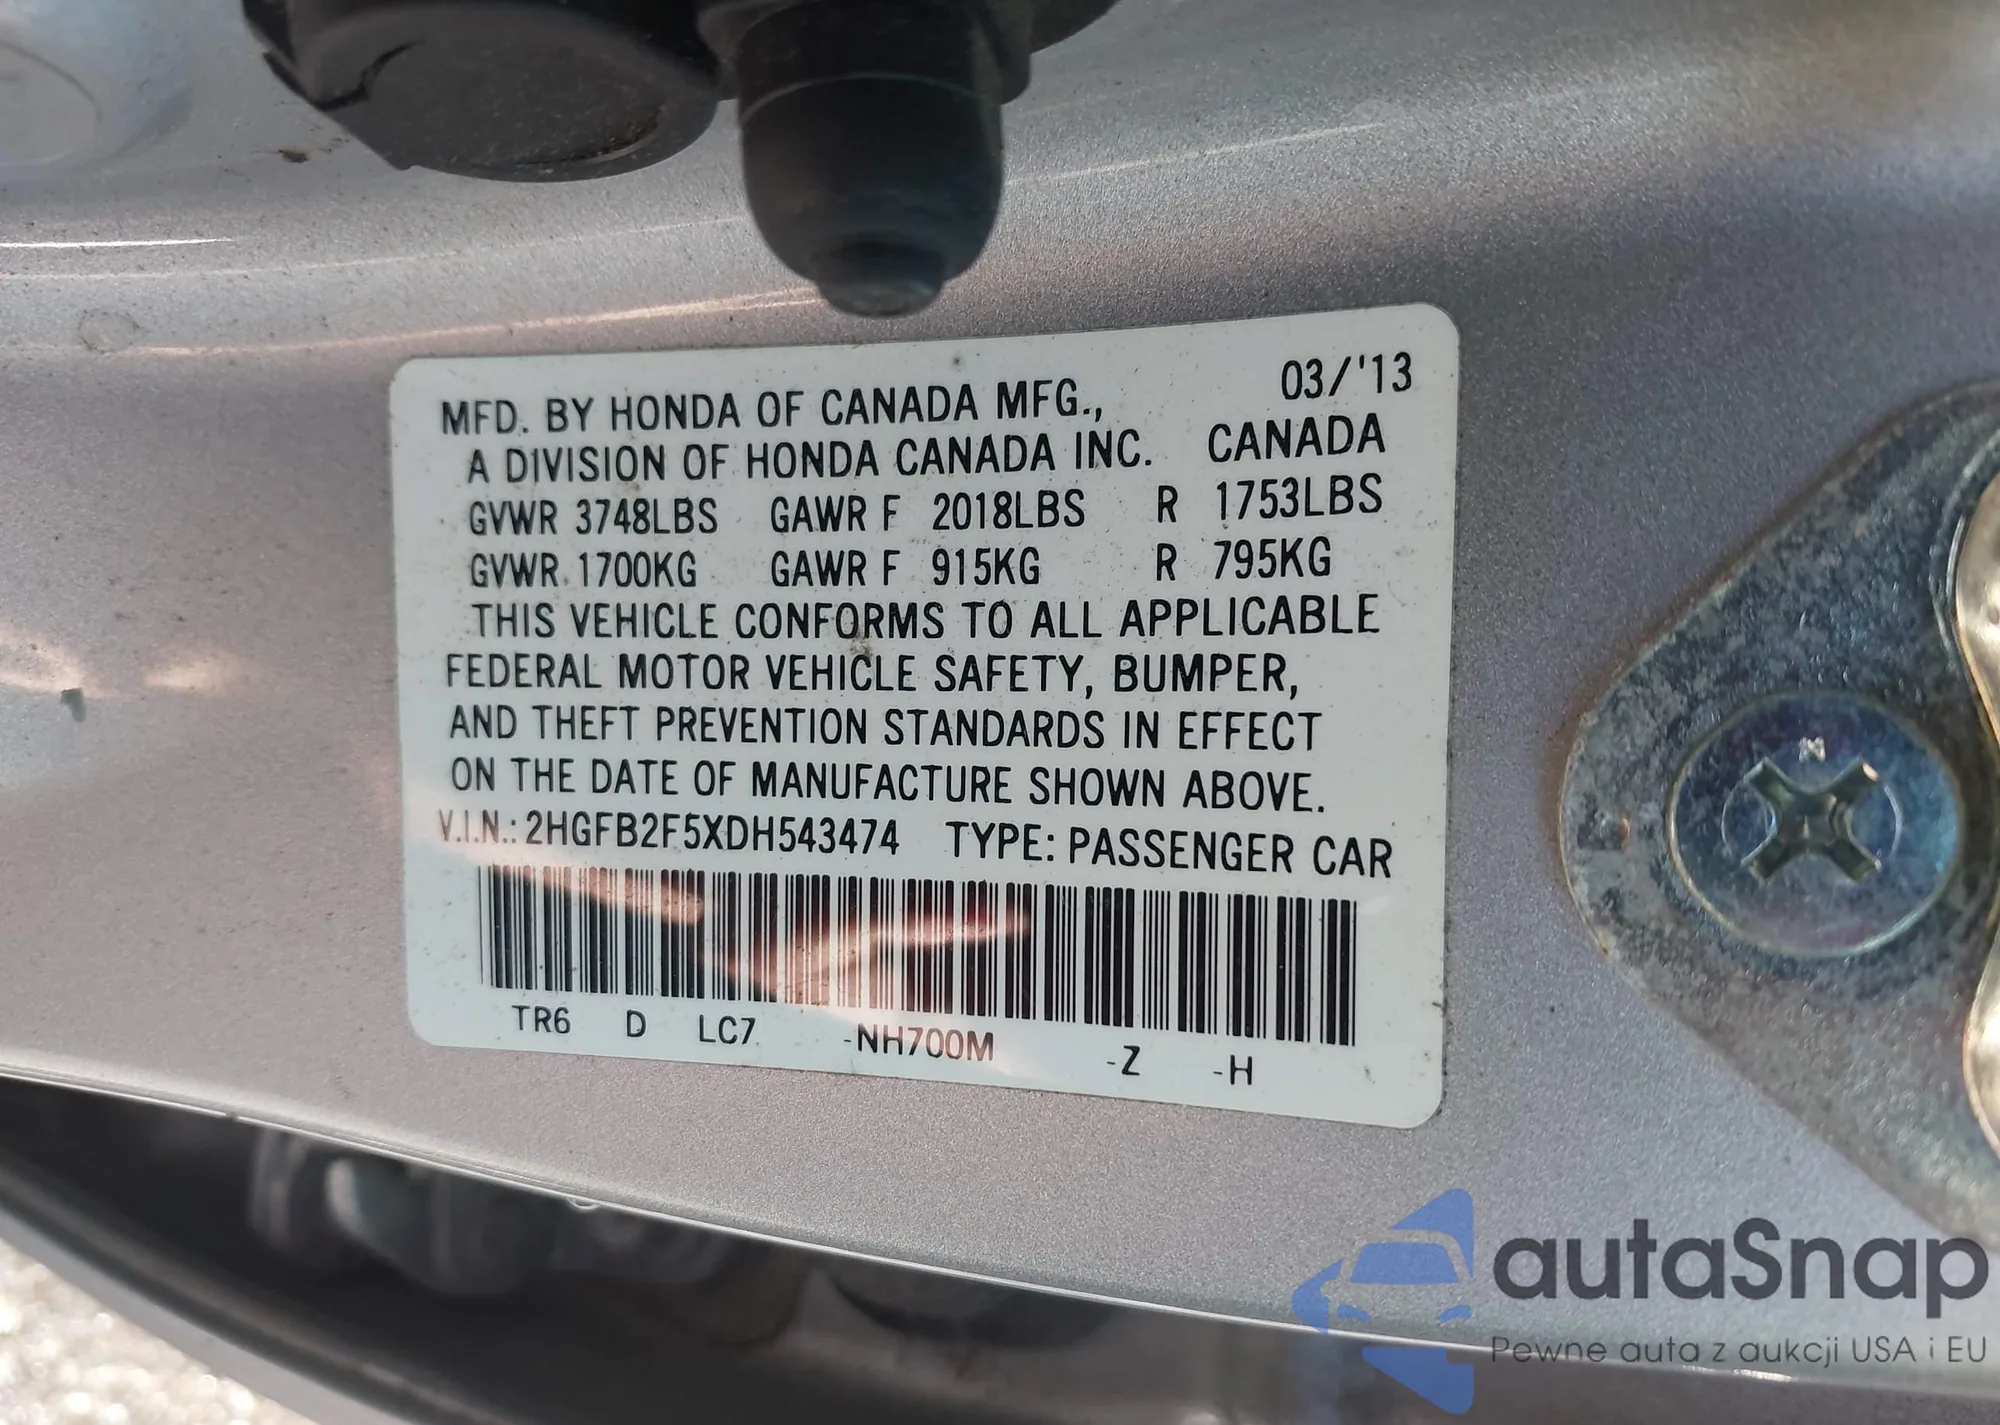 03/'13
MFD. BY HONDA OF CANADA MFG.,
A DIVISION OF HONDA CANADA INC. CANADA
GVWR 3748LBS GAWR F 2018LBS R 1753LBS
GVWR 1700KG GAWR F 915KG R 795KG
THIS VEHICLE CONFORMS TO ALL APPLICABLE
FEDERAL MOTOR VEHICLE SAFETY, BUMPER,
AND THEFT PREVENTION STANDARDS IN EFFECT
ON THE DATE OF MANUFACTURE SHOWN ABOVE.
V.I.N.: 2HGFB2F5XDH543474 TYPE: PASSENGER CAR
TR6 D LC7 -NH700M -Z -H
autaSnap
Pewne auta z aukcji USA i EU